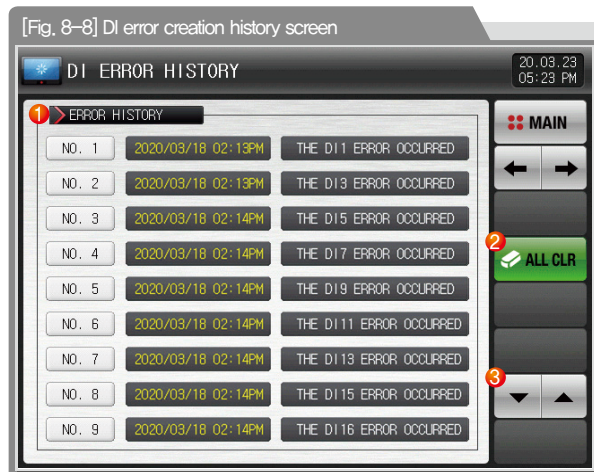 [Fig. 8-8] DI error creation history screen
DI ERROR HISTORY
20.03.23
05:23 PM
1 ERROR HISTORY
NO. 1 2020/03/18 02:13PM THE DI1 ERROR OCCURRED
NO. 2 2020/03/18 02:13PM THE DI3 ERROR OCCURRED
NO. 3 2020/03/18 02:14PM THE DI5 ERROR OCCURRED
NO. 4 2020/03/18 02:14PM THE DI7 ERROR OCCURRED
NO. 5 2020/03/18 02:14PM THE DI9 ERROR OCCURRED
NO. 6 2020/03/18 02:14PM THE DI11 ERROR OCCURRED
NO. 7 2020/03/18 02:14PM THE DI13 ERROR OCCURRED
NO. 8 2020/03/18 02:14PM THE DI15 ERROR OCCURRED
NO. 9 2020/03/18 02:14PM THE DI16 ERROR OCCURRED
MAIN
2 ALL CLR
3